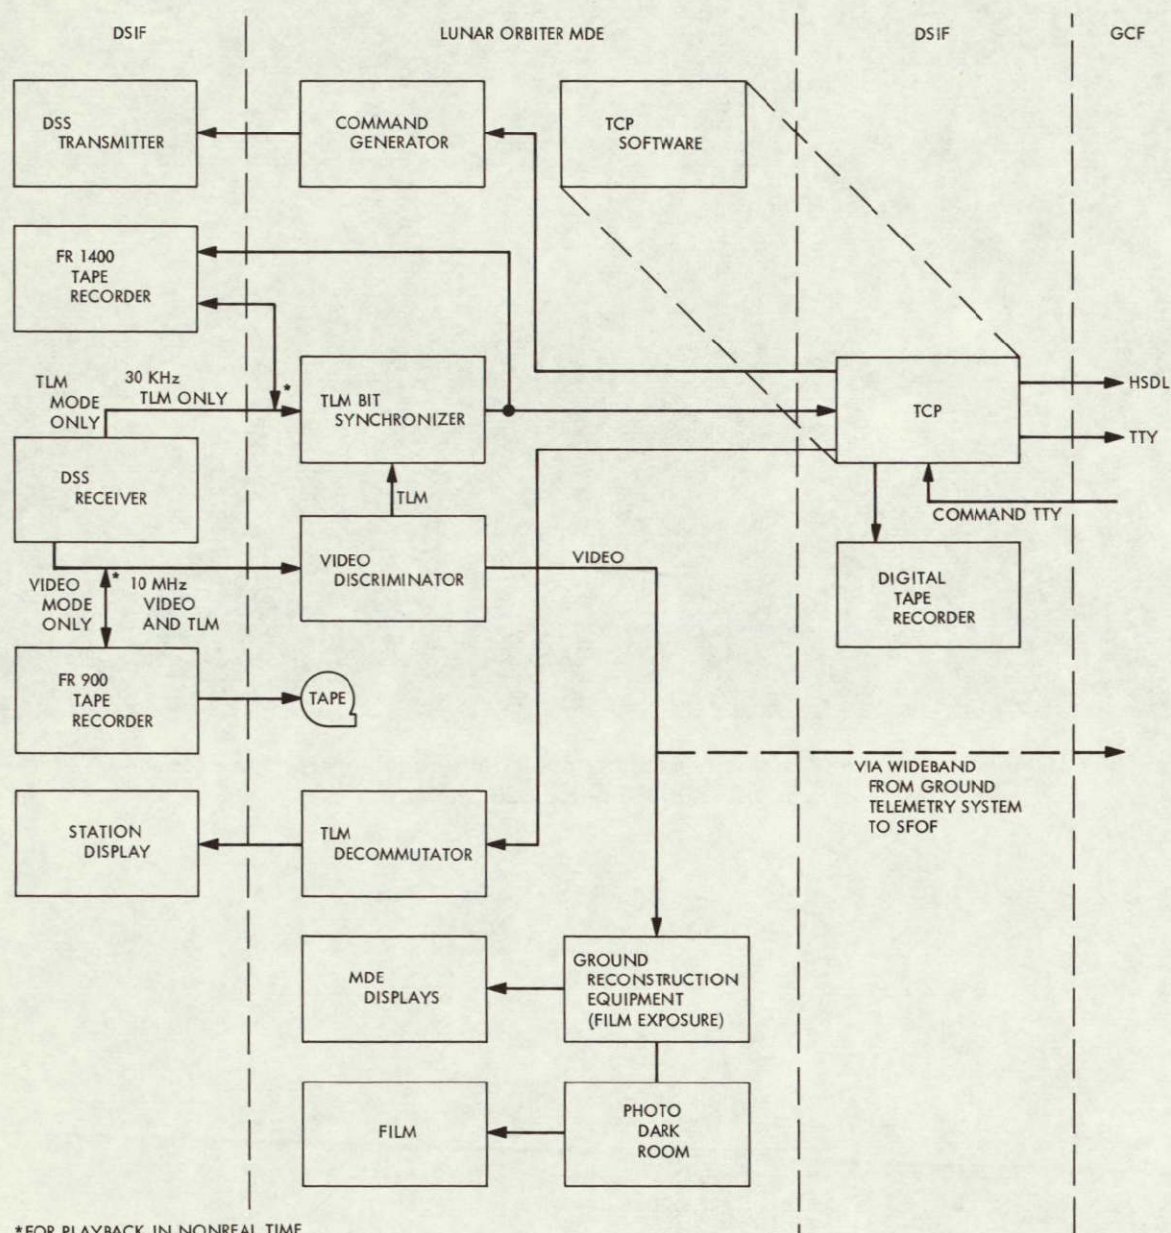 DSIF
LUNAR ORBITER MDE
DSIF
GCF
DSS
TRANSMITTER
COMMAND
GENERATOR
TCP
SOFTWARE
FR 1400
TAPE
RECORDER
TLM
MODE
ONLY
30 KHz
TLM ONLY
*
TLM BIT
SYNCHRONIZER
TCP
HSDL
TTY
DSS
RECEIVER
TLM
COMMAND TTY
VIDEO
DISCRIMINATOR
VIDEO
VIDEO
MODE
ONLY
* 10 MHz
VIDEO
AND TLM
DIGITAL
TAPE
RECORDER
FR 900
TAPE
RECORDER
TAPE
VIA WIDEBAND
FROM GROUND
TELEMETRY SYSTEM
TO SFOF
STATION
DISPLAY
TLM
DECOMMUTATOR
MDE
DISPLAYS
GROUND
RECONSTRUCTION
EQUIPMENT
(FILM EXPOSURE)
FILM
PHOTO
DARK
ROOM
*FOR PLAYBACK IN NONREAL TIME